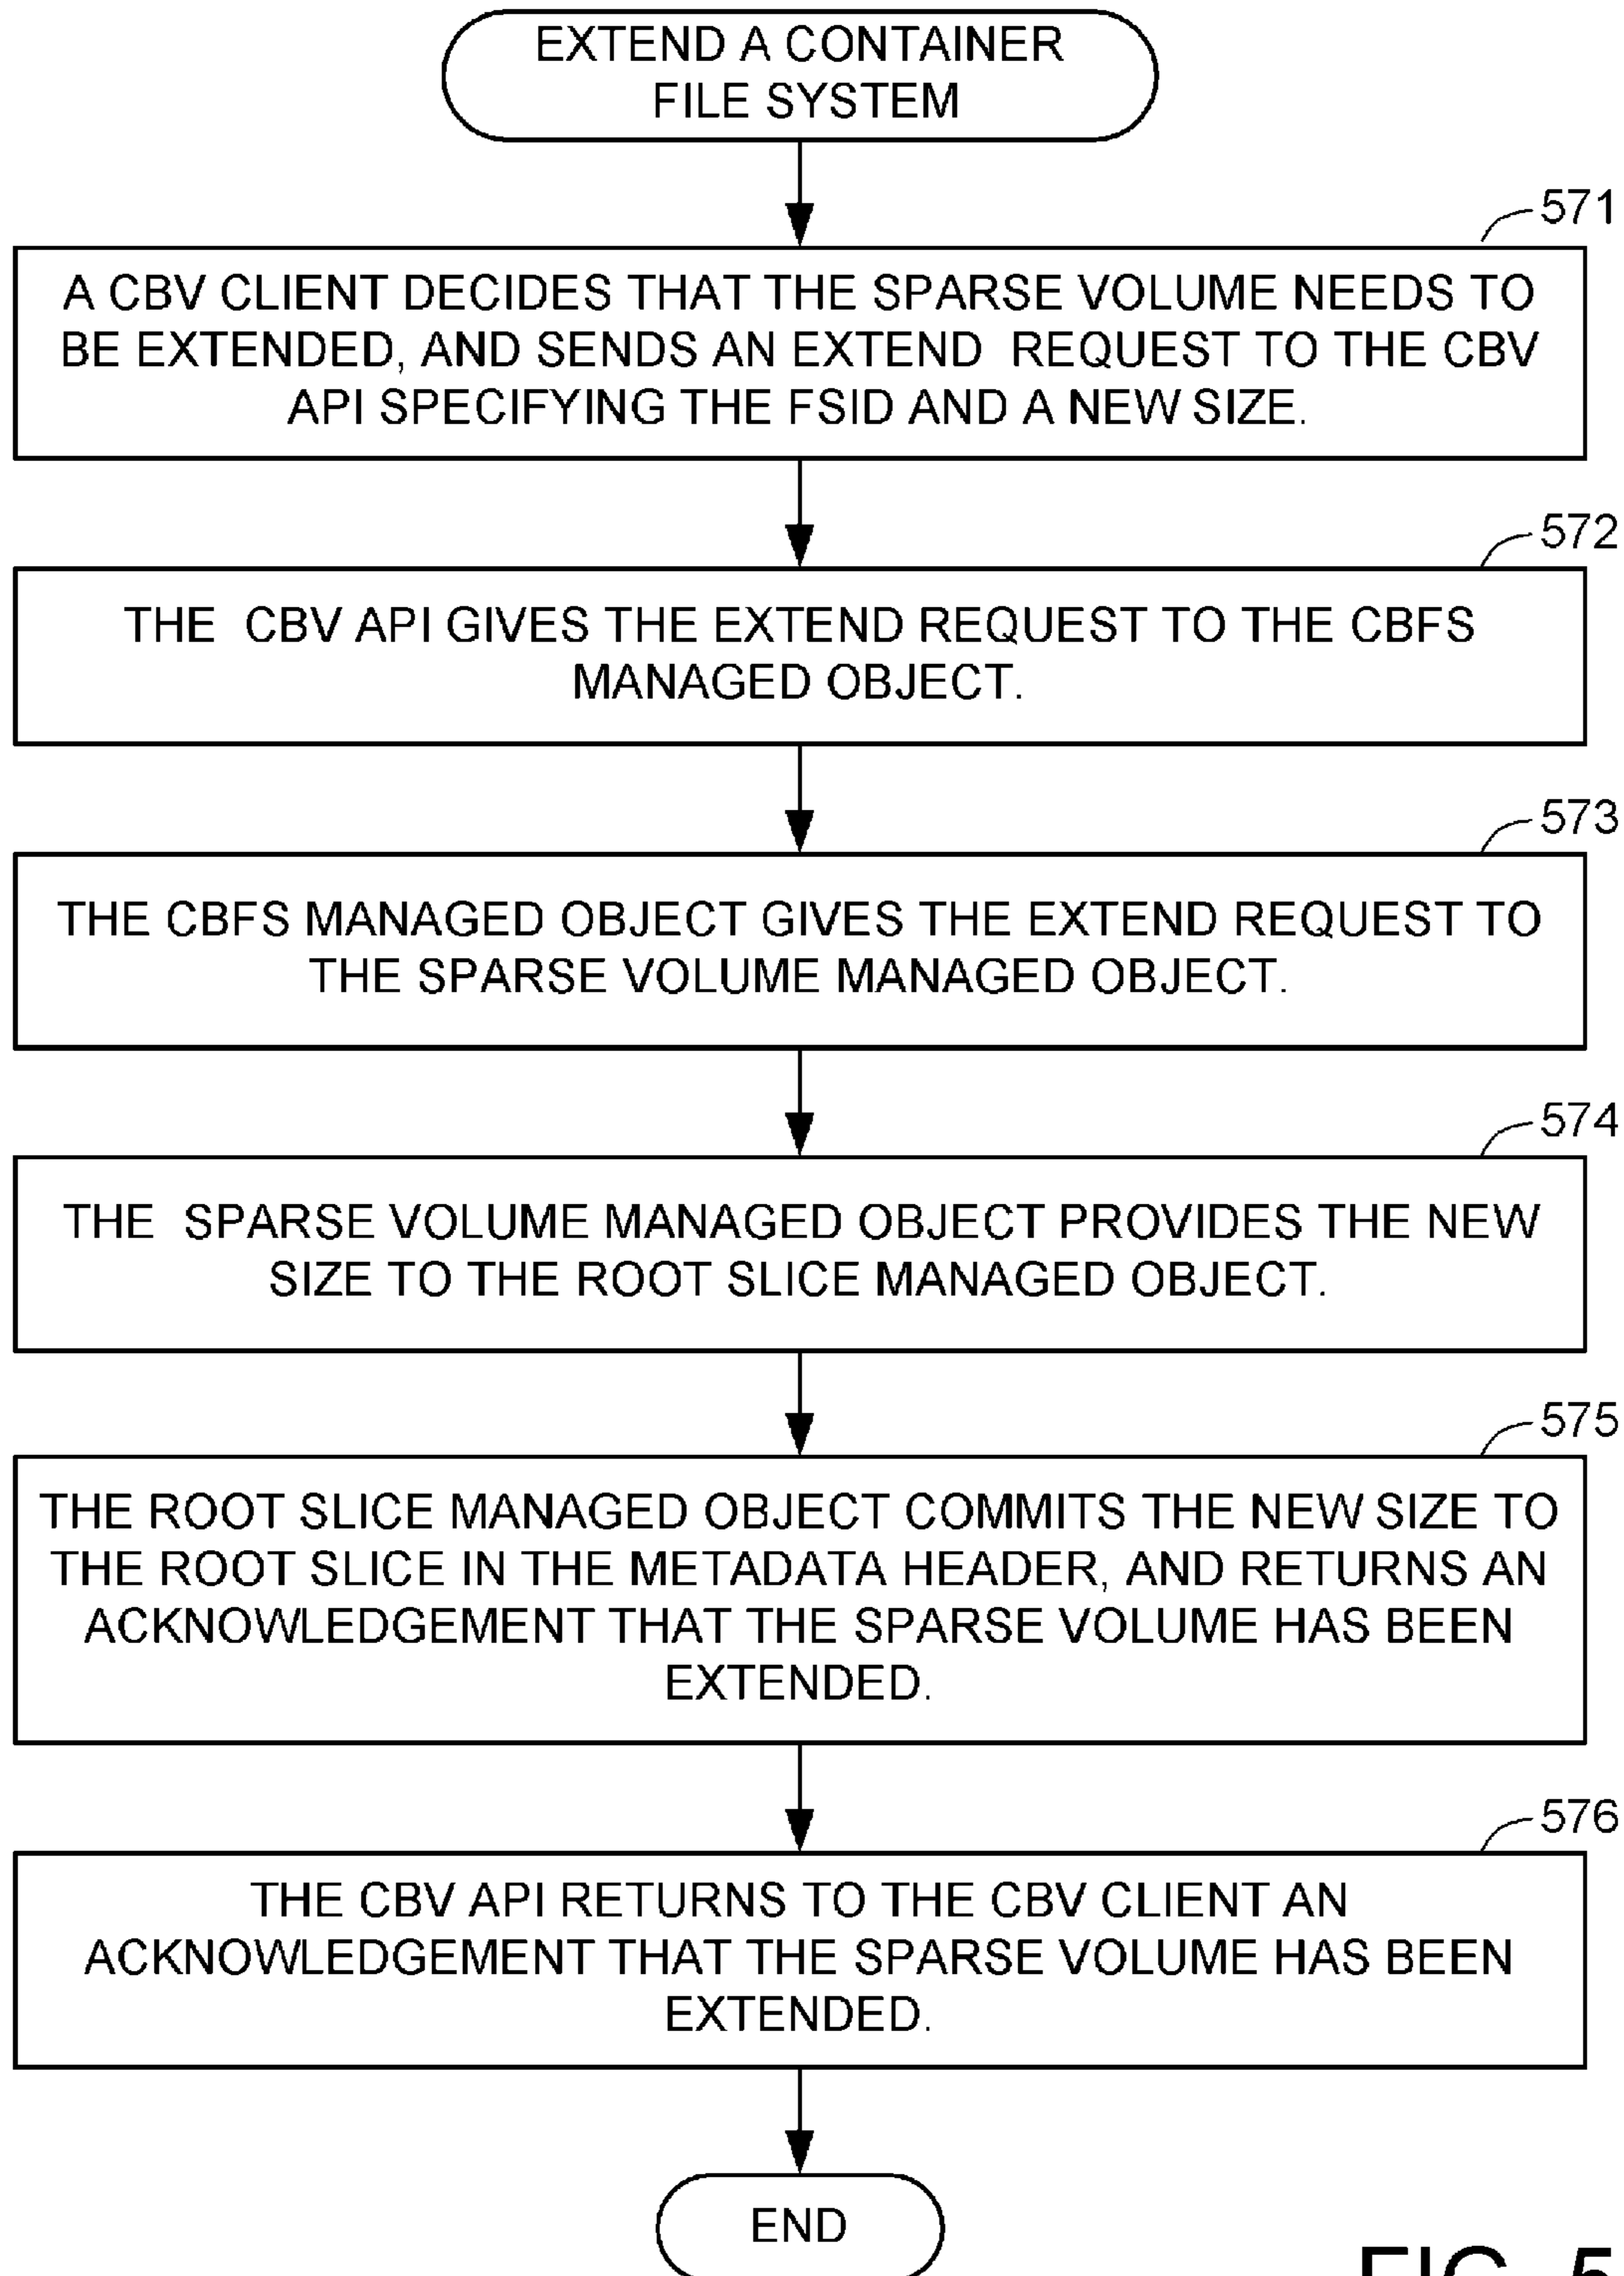 EXTEND A CONTAINER
FILE SYSTEM
571
A CBV CLIENT DECIDES THAT THE SPARSE VOLUME NEEDS TO
BE EXTENDED, AND SENDS AN EXTEND REQUEST TO THE CBV
API SPECIFYING THE FSID AND A NEW SIZE.
572
THE CBV API GIVES THE EXTEND REQUEST TO THE CBFS
MANAGED OBJECT.
573
THE CBFS MANAGED OBJECT GIVES THE EXTEND REQUEST TO
THE SPARSE VOLUME MANAGED OBJECT.
574
THE SPARSE VOLUME MANAGED OBJECT PROVIDES THE NEW
SIZE TO THE ROOT SLICE MANAGED OBJECT.
575
THE ROOT SLICE MANAGED OBJECT COMMITS THE NEW SIZE TO
THE ROOT SLICE IN THE METADATA HEADER, AND RETURNS AN
ACKNOWLEDGEMENT THAT THE SPARSE VOLUME HAS BEEN
EXTENDED.
576
THE CBV API RETURNS TO THE CBV CLIENT AN
ACKNOWLEDGEMENT THAT THE SPARSE VOLUME HAS BEEN
EXTENDED.
END